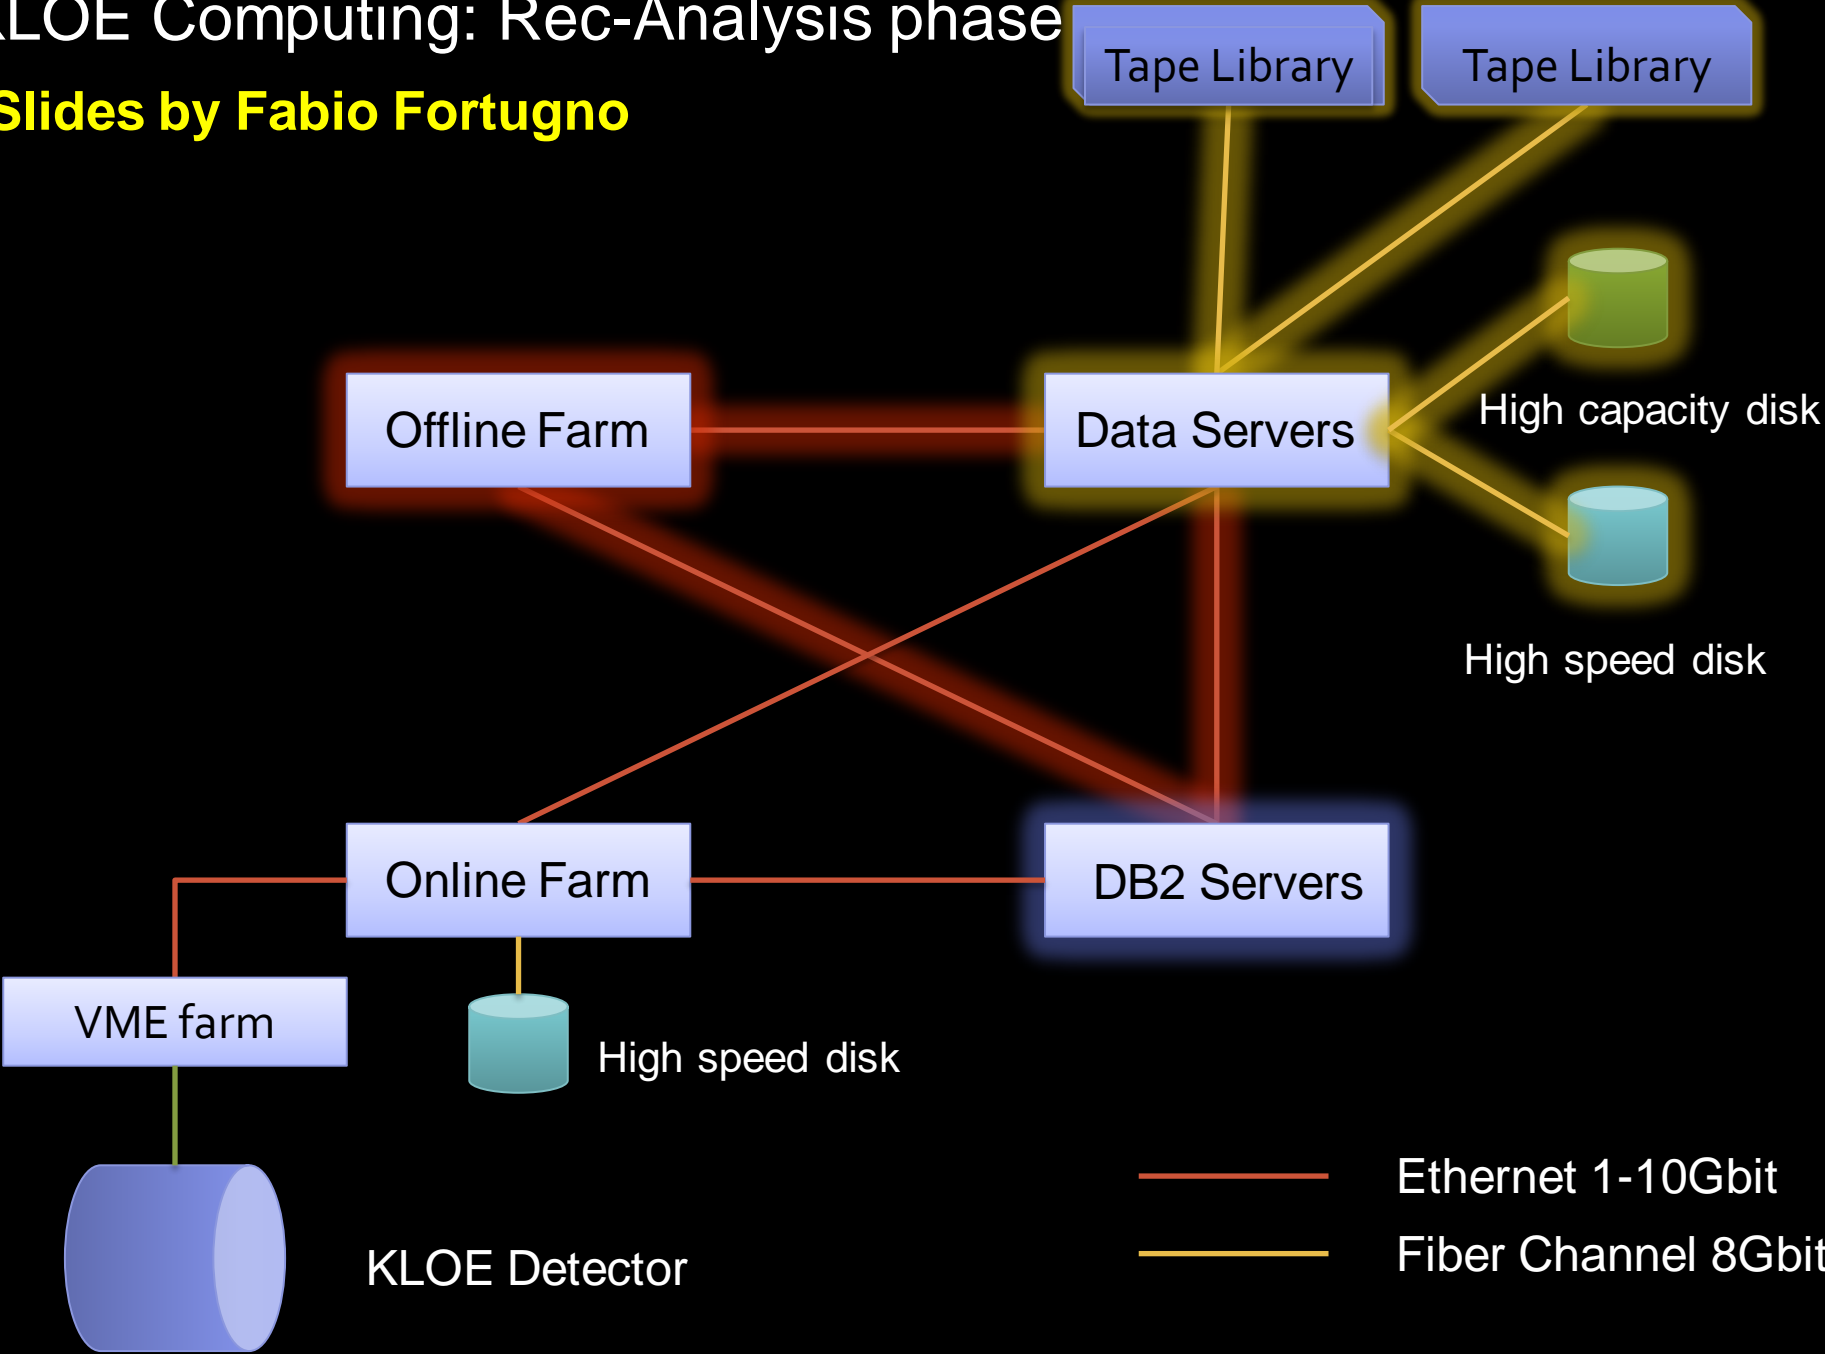 KLOE Computing: Rec-Analysis phase
Slides by Fabio Fortugno
Tape Library
Tape Library
High capacity disk
Offline Farm
Data Servers
High speed disk
Online Farm
DB2 Servers
VME farm
High speed disk
KLOE Detector
Ethernet 1-10Gbit
Fiber Channel 8Gbit